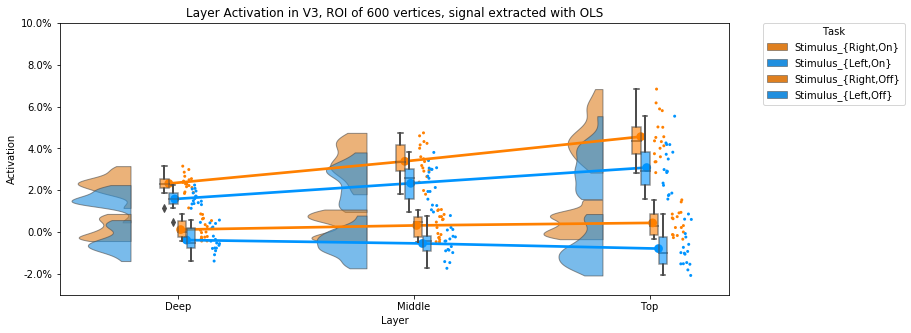 Layer Activation in V3, ROI of 600 vertices, signal extracted with OLS
10.0%
8.0%
6.0%
4.0%
2.0%
0.0%
-2.0%
Activation
Deep
Middle
Top
Layer
Task
Stimulus_{Right,On}
Stimulus_{Left,On}
Stimulus_{Right,Off}
Stimulus_{Left,Off}